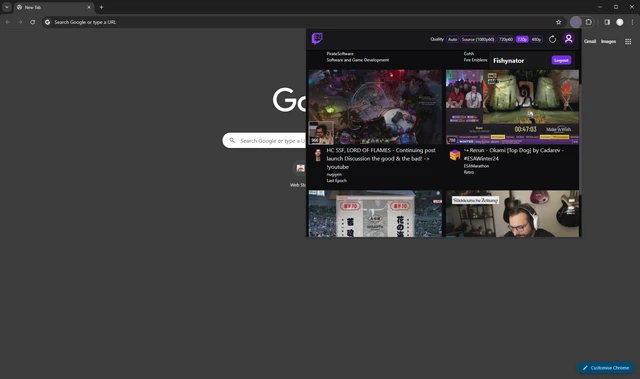 New Tab
Search Google or type a URL
Quality
Auto
Source (1080p60)
720p60
720p
480p
Gmail
Images
PirateSoftware
Software and Game Development
Fire Emblem:
Fishynator
Logout
Go
Search Google or type a U
Web St
HC SSF, LORD OF FLAMES - Continuing post
launch Discussion the good & the bad! ->
!youtube
nugiyen
Last Epoch
00:47:03
Make-A-Wish
↪ Rerun - Okami [Top Dog] by Cadarev -
#ESAWinter24
ESAMarathon
Retro
Customise Chrome